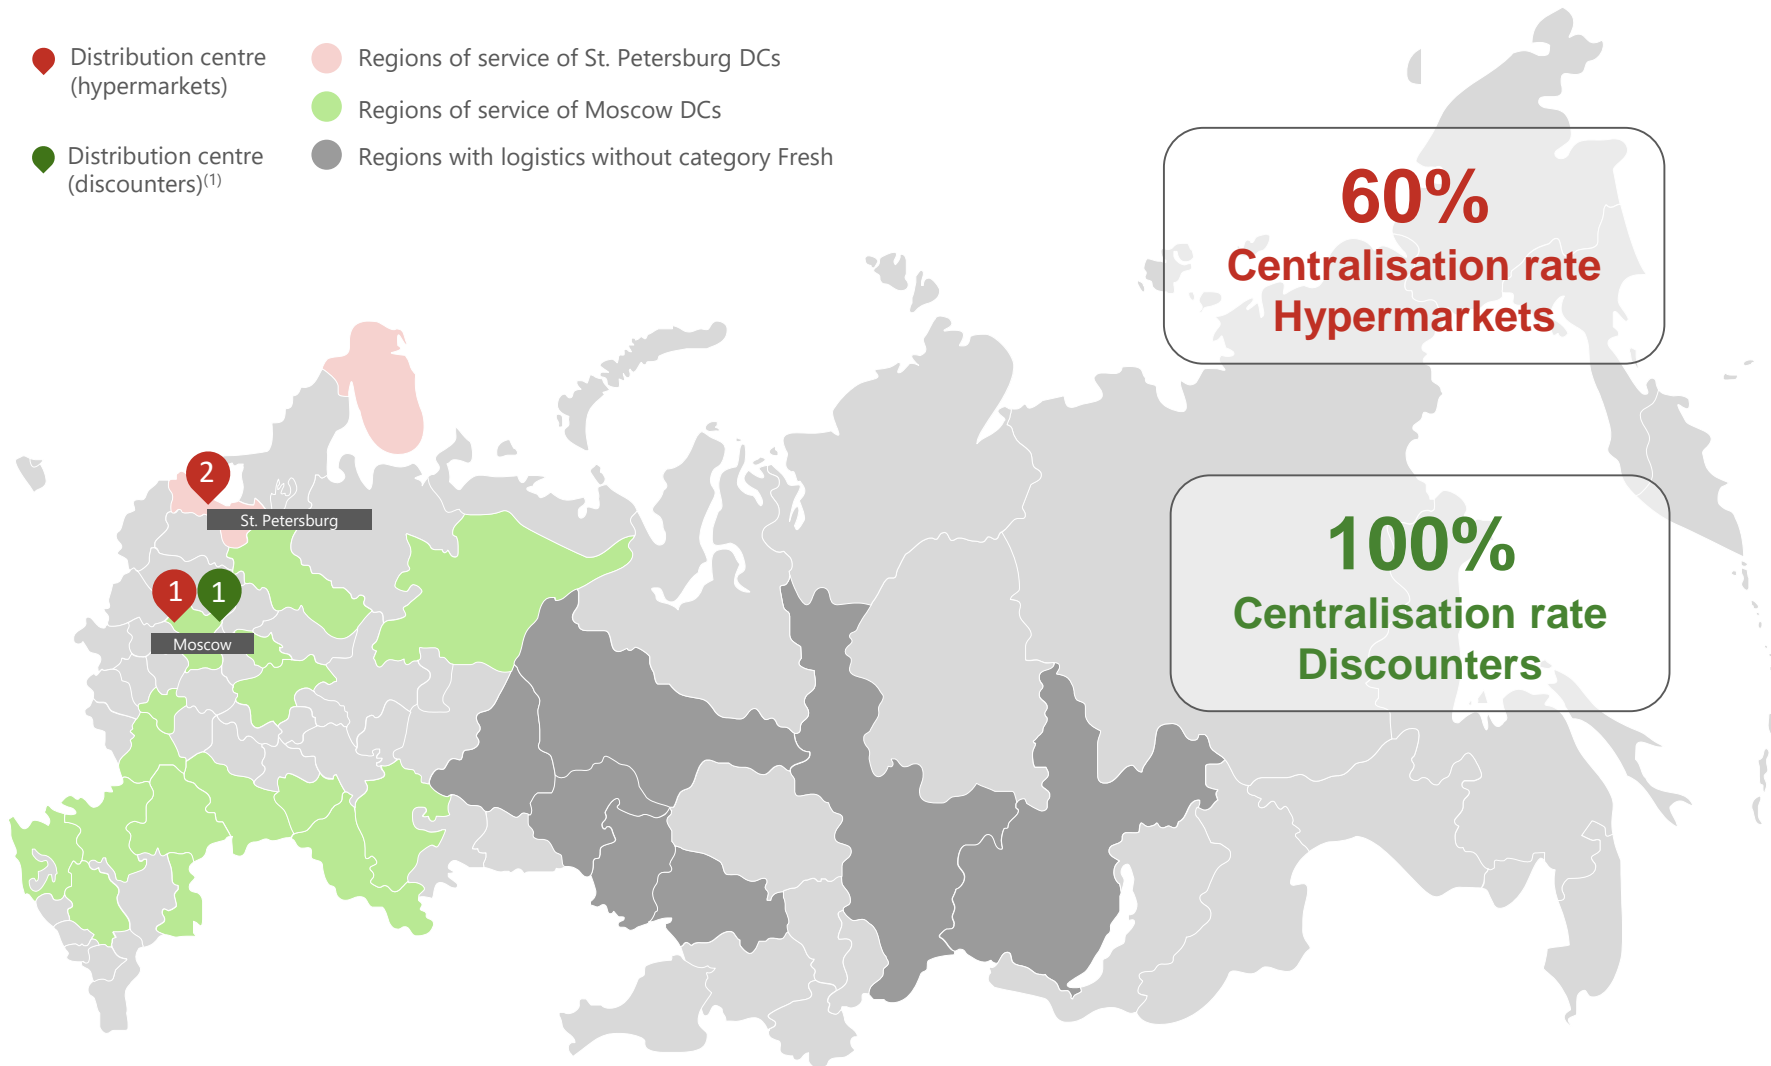 Distribution centre
(hypermarkets)
Distribution centre
(discounters)(1)
Regions of service of St. Petersburg DCs
Regions of service of Moscow DCs
Regions with logistics without category Fresh
60%
Centralisation rate
Hypermarkets
2
St. Petersburg
100%
Centralisation rate
Discounters
1
1
Moscow